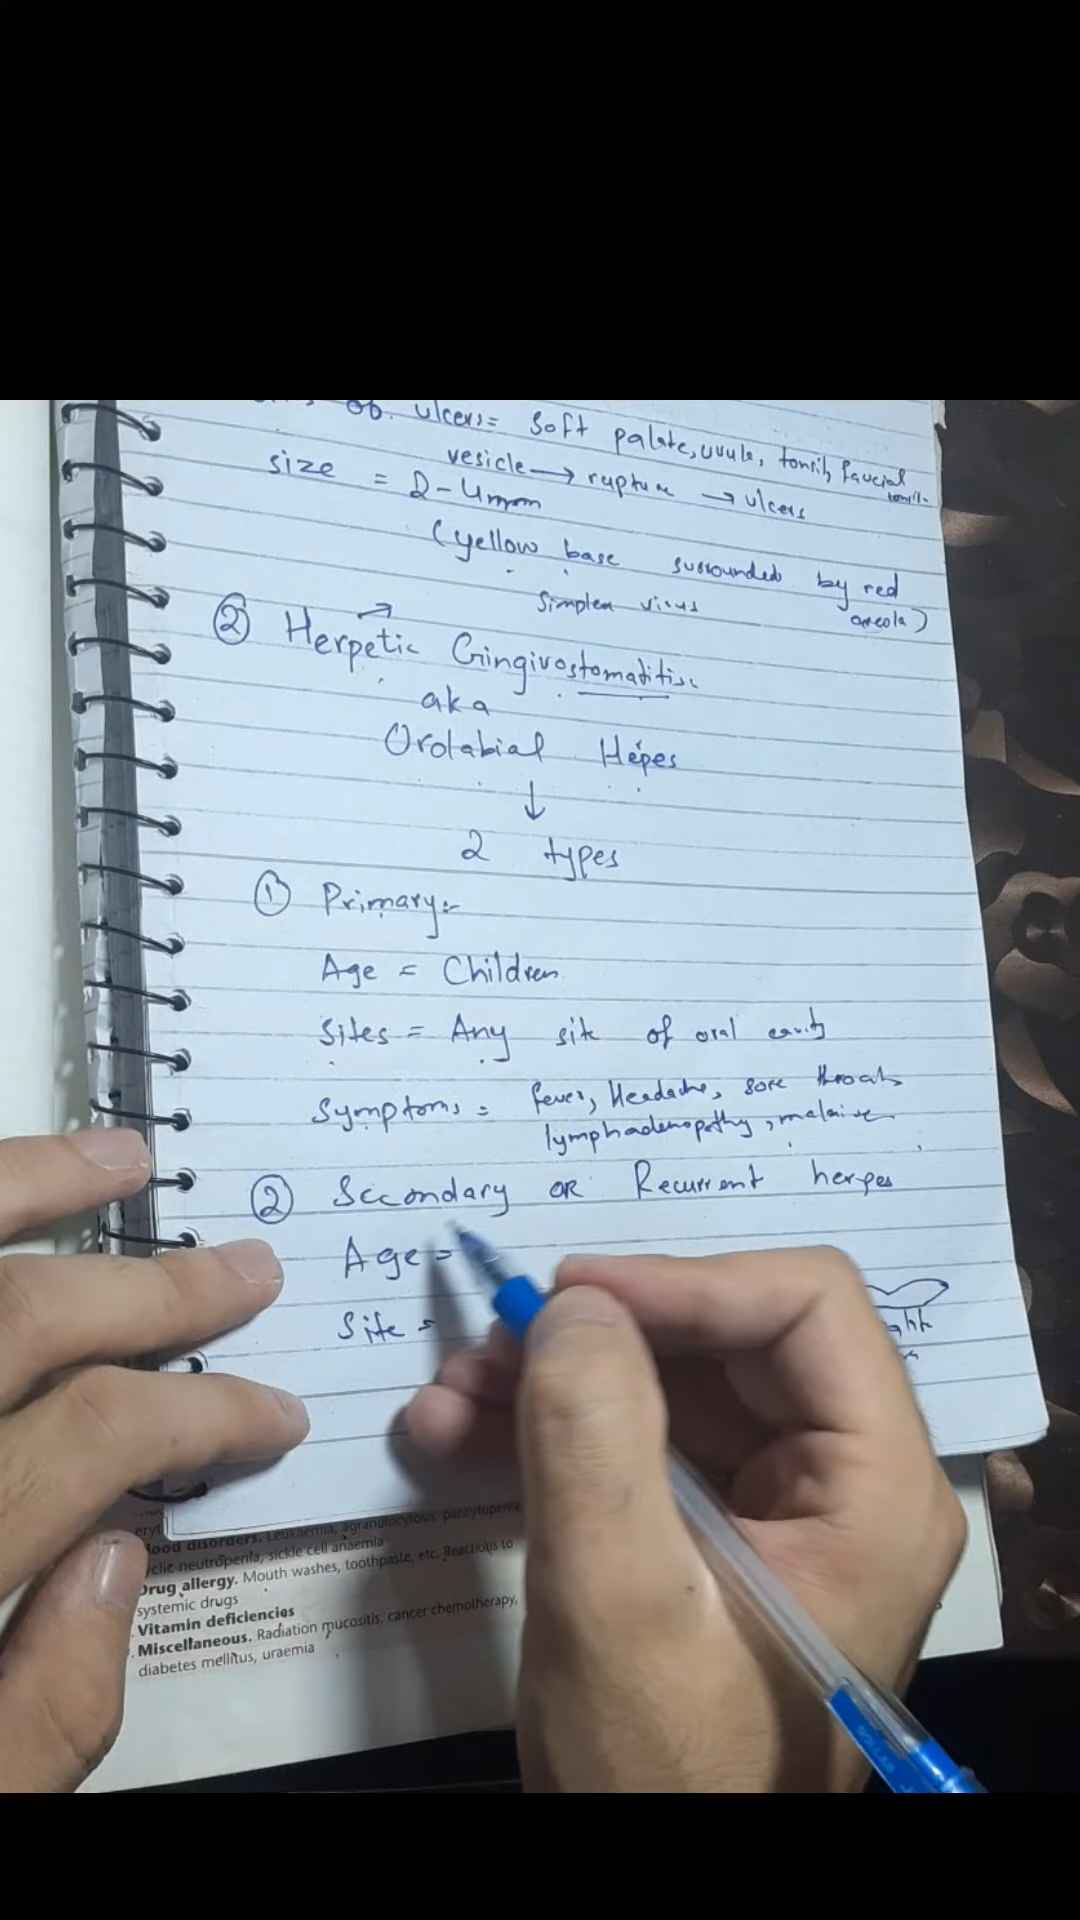 ulcers = Soft palate, uvula, tonsil, faucial
vesicle → rupture → ulcers
size = 2-4mm
(yellow base surrounded by red
areola)
Simplex virus
② Herpetic Gingivostomatitis
aka
Orolabial Hepes
↓
2 types
① Primary:-
Age = Children
Sites = Any site of oral cavity
Symptoms = fever, Headache, sore throat
lymphadenopathy, malaise
② Secondary OR Recurrent herpes
Age =
Site =
lood disorders. Leukaemia, agranulocytosis, pancytopenia,
yclic neutropenia, sickle cell anaemia
Drug allergy. Mouth washes, toothpaste, etc. Reactions to
systemic drugs
Vitamin deficiencies
Miscellaneous. Radiation mucositis, cancer chemotherapy,
diabetes mellitus, uraemia